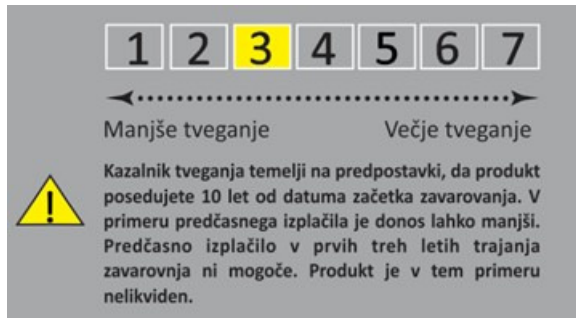 1 2 3 4 5 6 7
Manjše tveganje Večje tveganje
Kazalnik tveganja temelji na predpostavki, da produkt
posedujete 10 let od datuma začetka zavarovanja. V
primeru predčasnega izplačila je donos lahko manjši.
Predčasno izplačilo v prvih treh letih trajanja
zavarovnja ni mogoče. Produkt je v tem primeru
nelikviden.